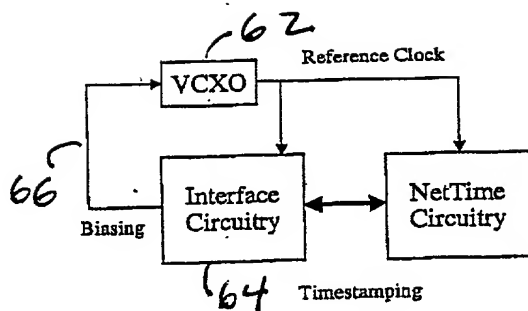 62
VCXO
Reference Clock
66
Interface
Circuitry
NetTime
Circuitry
Biasing
64
Timestamping